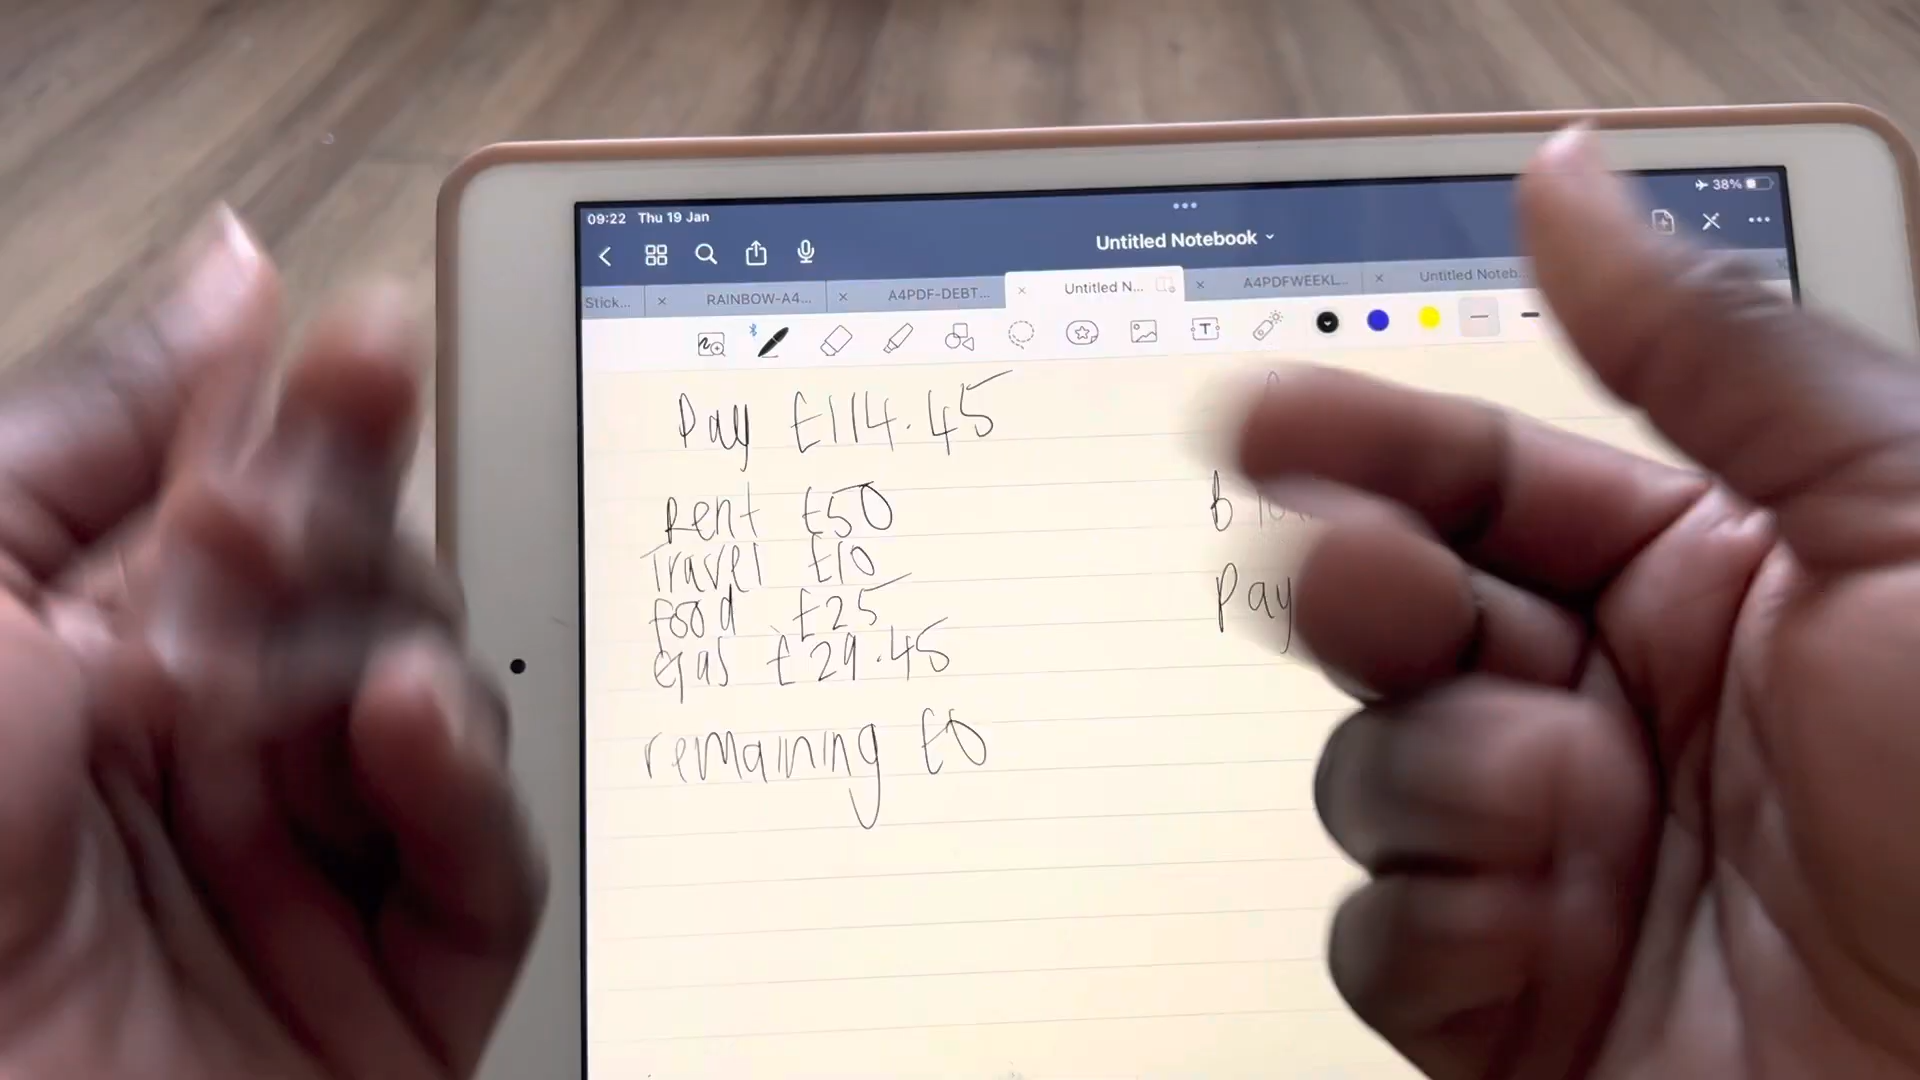 09:22 Thu 19 Jan
38%
Untitled Notebook
Stick...
RAINBOW-A4...
A4PDF-DEBT...
Untitled N...
A4PDFWEEKL...
Untitled Noteb...
T
Pay £114.45
Rent £50
Travel £10
food £25
Gas £29.45
remaining £0
B
Pay